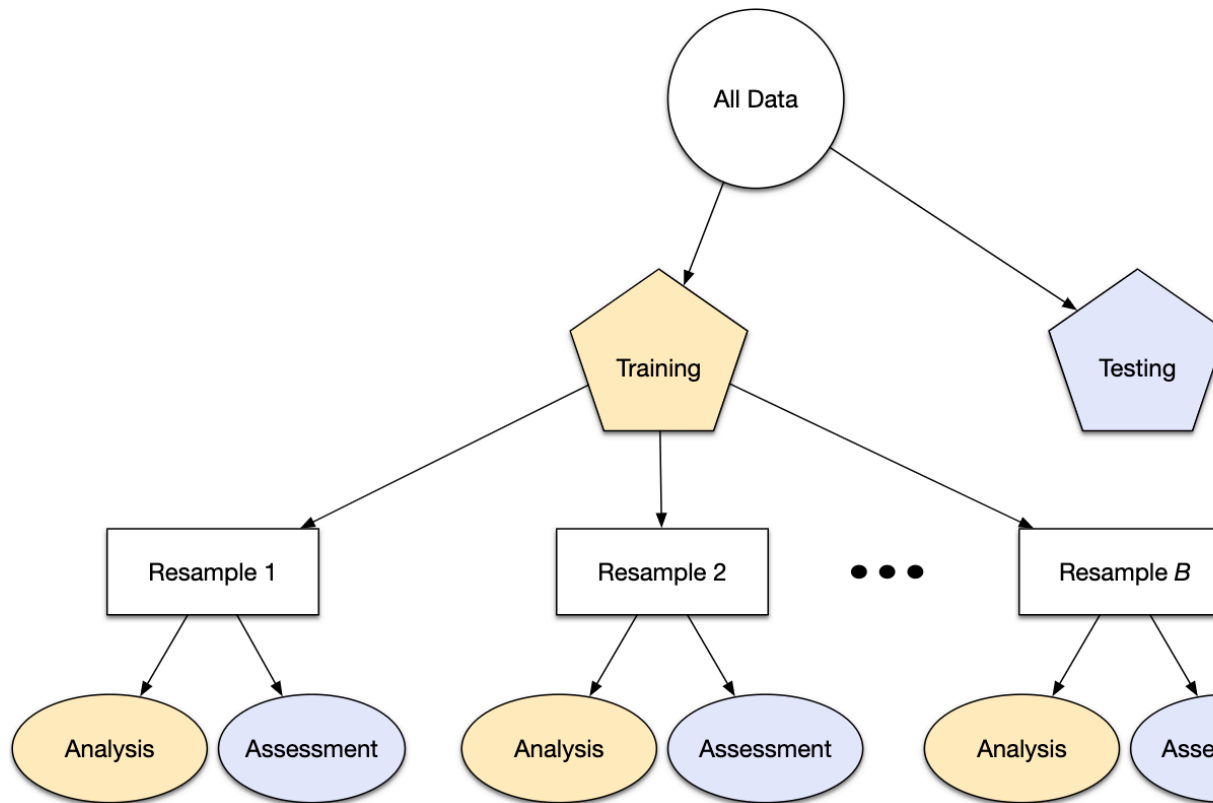 All Data
Training
Testing
Resample 1
Resample 2
Resample B
Analysis
Assessment
Analysis
Assessment
Analysis